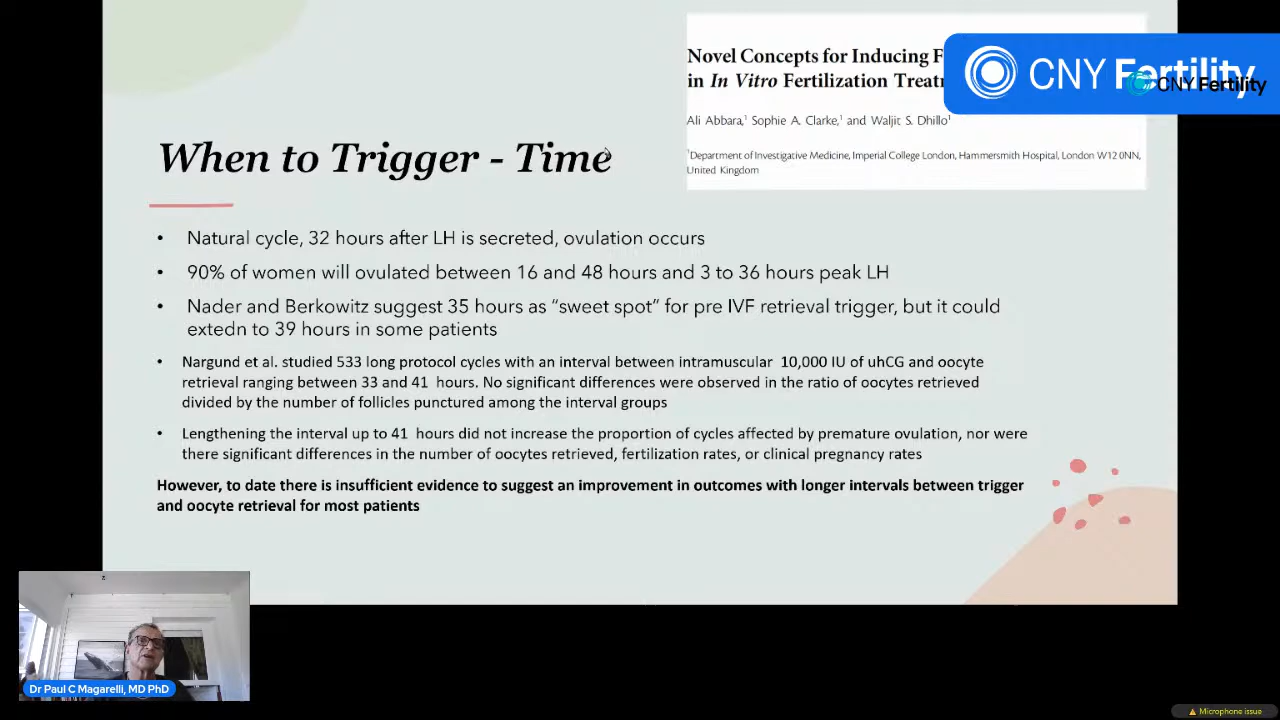 Novel Concepts for Inducing F
in In Vitro Fertilization Treatr
CNY Fertility
CNY Fertility
Ali Abbara,¹ Sophie A. Clarke,¹ and Waljit S. Dhillo¹
¹Department of Investigative Medicine, Imperial College London, Hammersmith Hospital, London W12 0NN,
United Kingdom
When to Trigger - Time
• Natural cycle, 32 hours after LH is secreted, ovulation occurs
• 90% of women will ovulated between 16 and 48 hours and 3 to 36 hours peak LH
• Nader and Berkowitz suggest 35 hours as “sweet spot” for pre IVF retrieval trigger, but it could
extedn to 39 hours in some patients
• Nargund et al. studied 533 long protocol cycles with an interval between intramuscular 10,000 IU of uhCG and oocyte
retrieval ranging between 33 and 41 hours. No significant differences were observed in the ratio of oocytes retrieved
divided by the number of follicles punctured among the interval groups
• Lengthening the interval up to 41 hours did not increase the proportion of cycles affected by premature ovulation, nor were
there significant differences in the number of oocytes retrieved, fertilization rates, or clinical pregnancy rates
However, to date there is insufficient evidence to suggest an improvement in outcomes with longer intervals between trigger
and oocyte retrieval for most patients
Dr Paul C Magarelli, MD PhD
Microphone issue